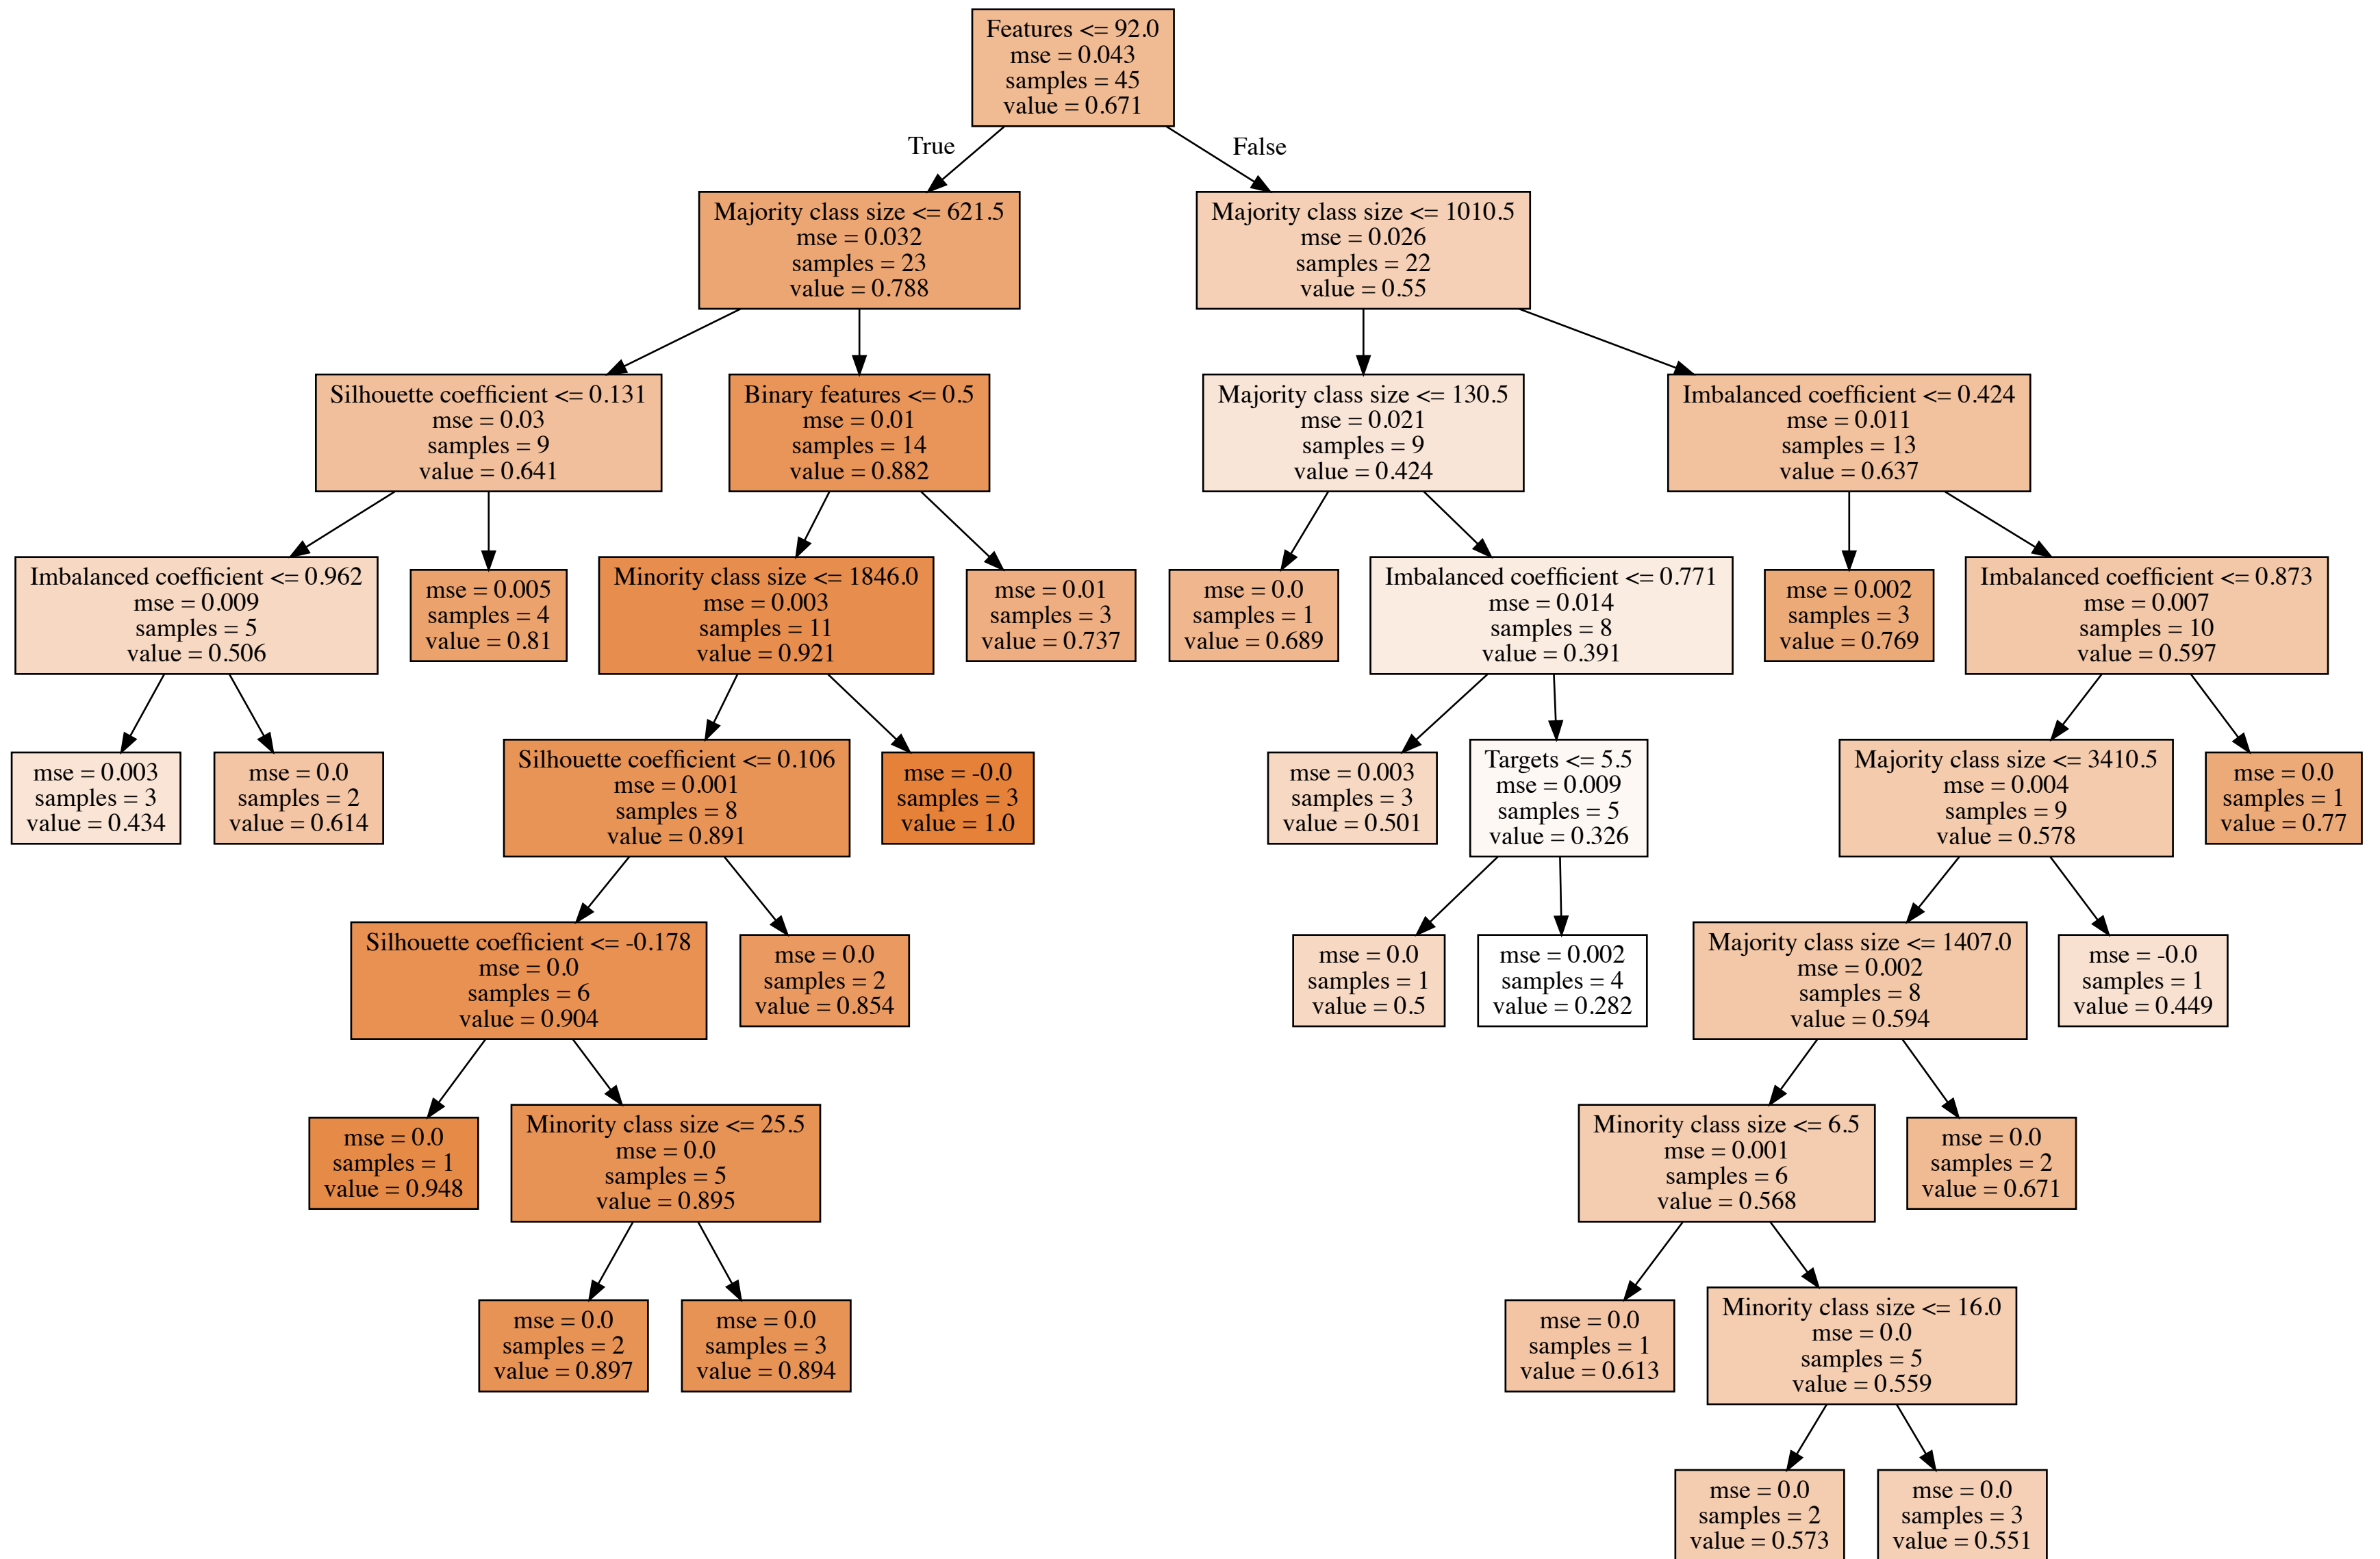 Features <= 92.0
mse = 0.043
samples = 45
value = 0.671
True
False
Majority class size <= 621.5
mse = 0.032
samples = 23
value = 0.788
Majority class size <= 1010.5
mse = 0.026
samples = 22
value = 0.55
Silhouette coefficient <= 0.131
mse = 0.03
samples = 9
value = 0.641
Binary features <= 0.5
mse = 0.01
samples = 14
value = 0.882
Majority class size <= 130.5
mse = 0.021
samples = 9
value = 0.424
Imbalanced coefficient <= 0.424
mse = 0.011
samples = 13
value = 0.637
Imbalanced coefficient <= 0.962
mse = 0.009
samples = 5
value = 0.506
mse = 0.005
samples = 4
value = 0.81
Minority class size <= 1846.0
mse = 0.003
samples = 11
value = 0.921
mse = 0.01
samples = 3
value = 0.737
mse = 0.0
samples = 1
value = 0.689
Imbalanced coefficient <= 0.771
mse = 0.014
samples = 8
value = 0.391
mse = 0.002
samples = 3
value = 0.769
Imbalanced coefficient <= 0.873
mse = 0.007
samples = 10
value = 0.597
mse = 0.003
samples = 3
value = 0.434
mse = 0.0
samples = 2
value = 0.614
Silhouette coefficient <= 0.106
mse = 0.001
samples = 8
value = 0.891
mse = -0.0
samples = 3
value = 1.0
mse = 0.003
samples = 3
value = 0.501
Targets <= 5.5
mse = 0.009
samples = 5
value = 0.326
Majority class size <= 3410.5
mse = 0.004
samples = 9
value = 0.578
mse = 0.0
samples = 1
value = 0.77
Silhouette coefficient <= -0.178
mse = 0.0
samples = 6
value = 0.904
mse = 0.0
samples = 2
value = 0.854
mse = 0.0
samples = 1
value = 0.5
mse = 0.002
samples = 4
value = 0.282
Majority class size <= 1407.0
mse = 0.002
samples = 8
value = 0.594
mse = -0.0
samples = 1
value = 0.449
mse = 0.0
samples = 1
value = 0.948
Minority class size <= 25.5
mse = 0.0
samples = 5
value = 0.895
Minority class size <= 6.5
mse = 0.001
samples = 6
value = 0.568
mse = 0.0
samples = 2
value = 0.671
mse = 0.0
samples = 2
value = 0.897
mse = 0.0
samples = 3
value = 0.894
mse = 0.0
samples = 1
value = 0.613
Minority class size <= 16.0
mse = 0.0
samples = 5
value = 0.559
mse = 0.0
samples = 2
value = 0.573
mse = 0.0
samples = 3
value = 0.551